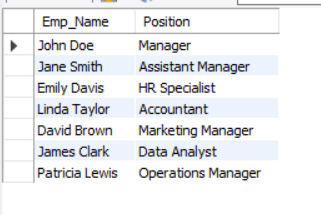 Emp_Name Position
John Doe Manager
Jane Smith Assistant Manager
Emily Davis HR Specialist
Linda Taylor Accountant
David Brown Marketing Manager
James Clark Data Analyst
Patricia Lewis Operations Manager